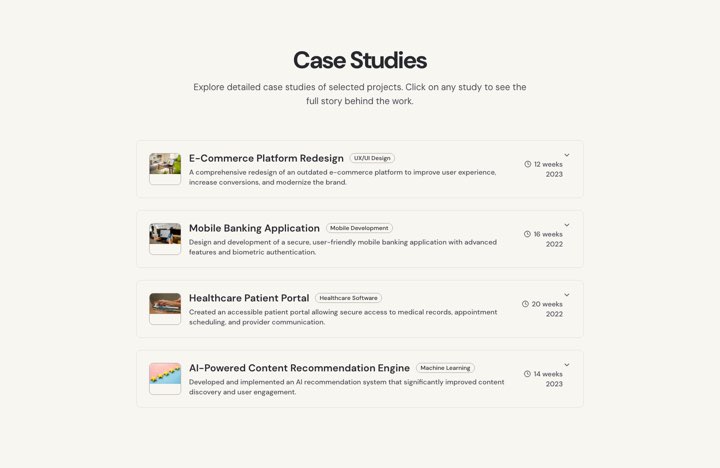 Case Studies
Explore detailed case studies of selected projects. Click on any study to see the
full story behind the work.
E-Commerce Platform Redesign UX/UI Design
A comprehensive redesign of an outdated e-commerce platform to improve user experience,
increase conversions, and modernize the brand.
12 weeks
2023
Mobile Banking Application Mobile Development
Design and development of a secure, user-friendly mobile banking application with advanced
features and biometric authentication.
16 weeks
2022
Healthcare Patient Portal Healthcare Software
Created an accessible patient portal allowing secure access to medical records, appointment
scheduling, and provider communication.
20 weeks
2022
AI-Powered Content Recommendation Engine Machine Learning
Developed and implemented an AI recommendation system that significantly improved content
discovery and user engagement.
14 weeks
2023